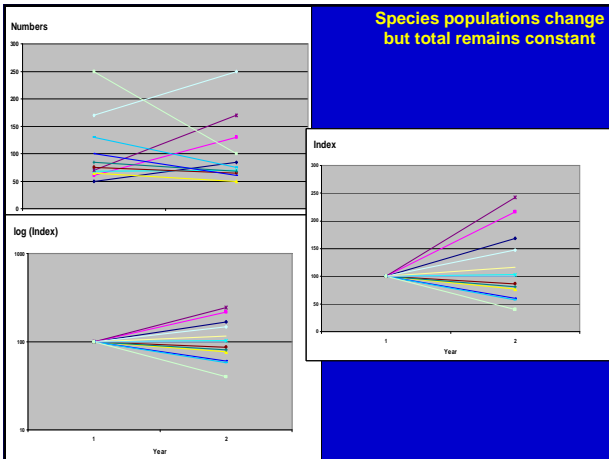 Species populations change
but total remains constant
Numbers
300
250
200
150
100
50
0
Index
300
250
200
150
100
50
0
1 2
Year
log (Index)
1000
100
10
1 2
Year